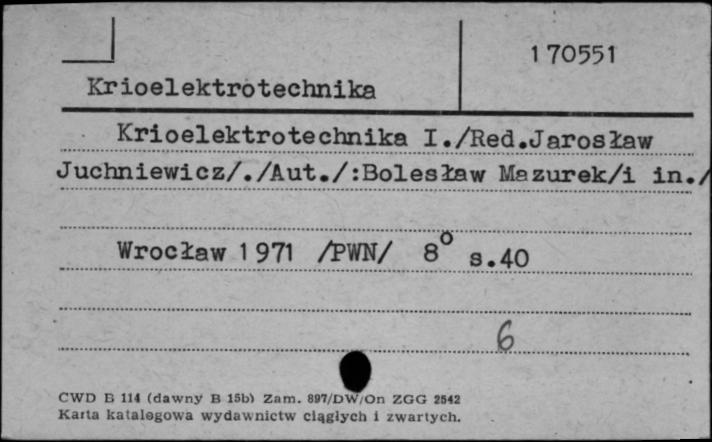 170551
Krioelektrotechnika
Krioelektrotechnika I./Red.Jarosław
Juchniewicz/./Aut./:Bolesław Mazurek/i in./
Wrocław 1971 /PWN/ 8o s.40
6
CWD B 114 (dawny B 15b) Zam. 897/DW/On ZGG 2542
Karta katalogowa wydawnictw ciągłych i zwartych.